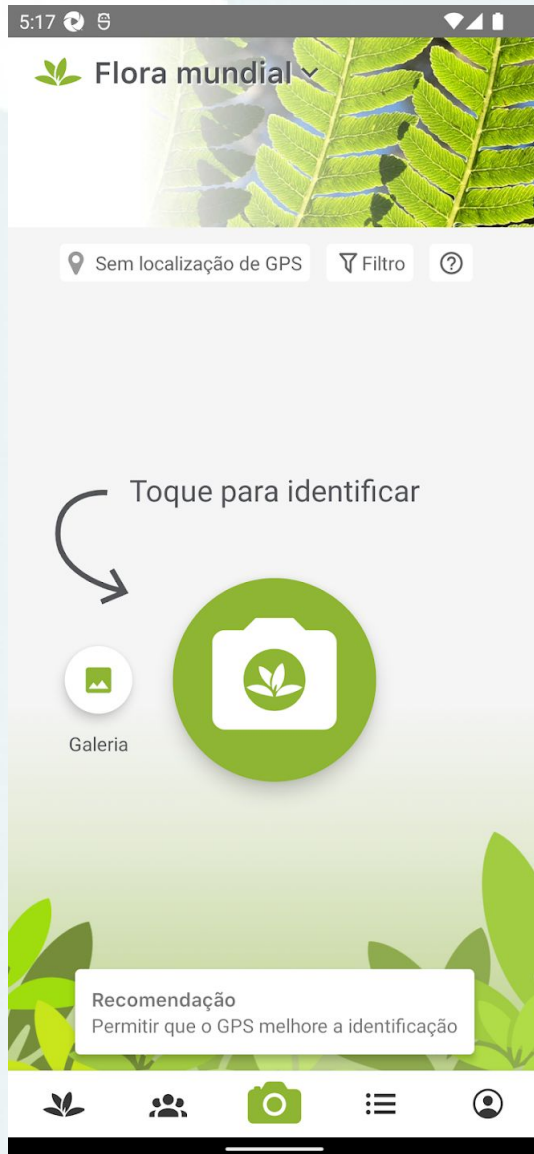 5:17
Flora mundial
Sem localização de GPS Filtro
Toque para identificar
Galeria
Recomendação
Permitir que o GPS melhore a identificação